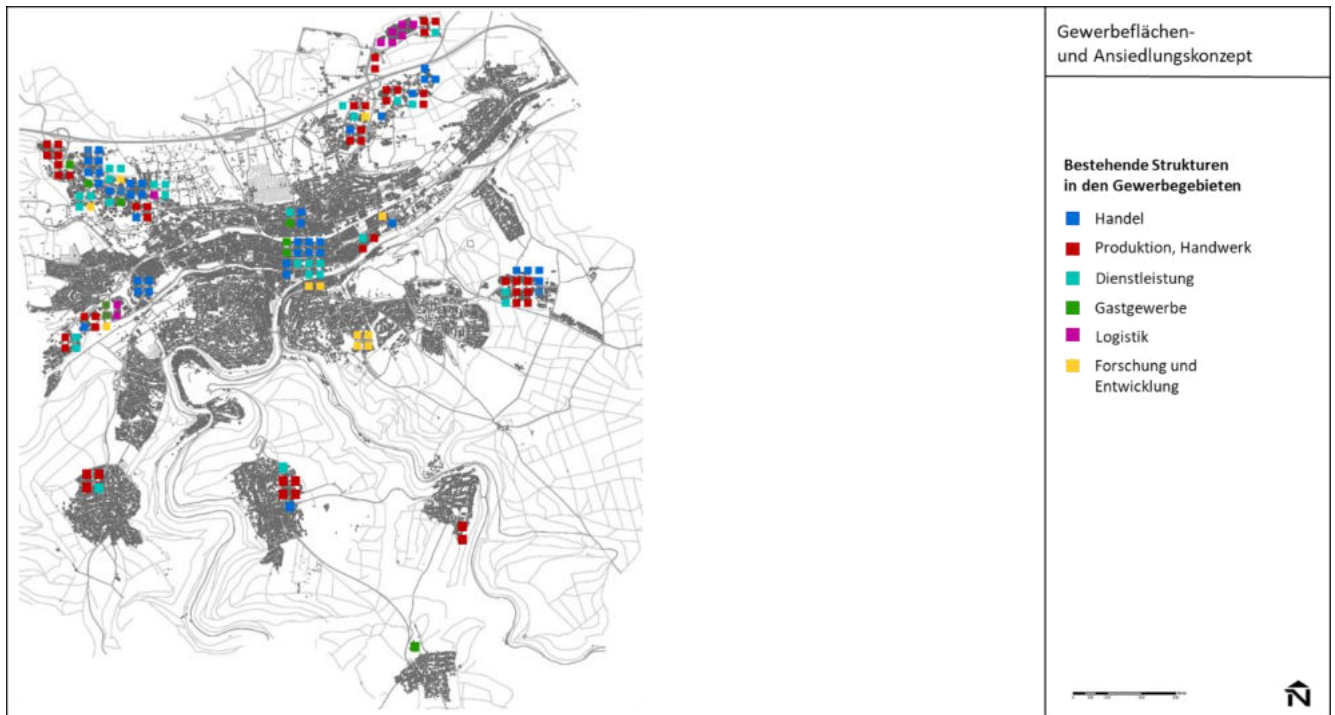 Gewerbeflächen-
und Ansiedlungskonzept
Bestehende Strukturen
in den Gewerbegebieten
Handel
Produktion, Handwerk
Dienstleistung
Gastgewerbe
Logistik
Forschung und
Entwicklung
N